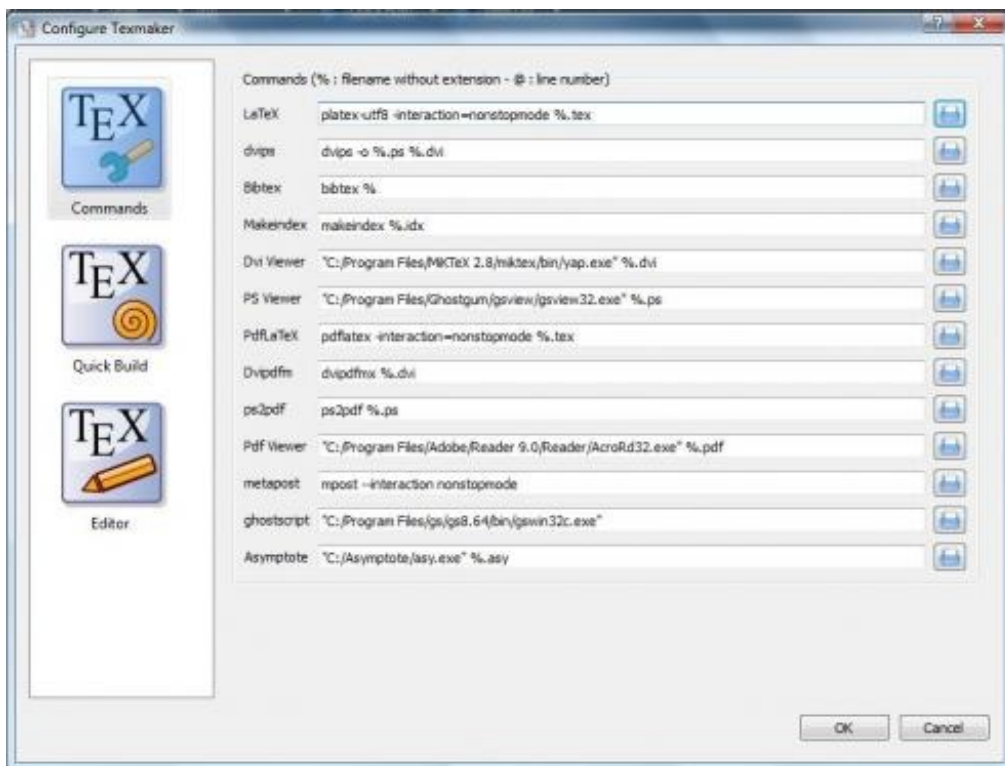 Configure Texmaker
Commands (% : filename without extension - @ : line number)
LaTeX platex-utf8 -interaction=nonstopmode %.tex
dvips dvips -o %.ps %.dvi
Bibtex bibtex %
Makeindex makeindex %.idx
Dvi Viewer "C:/Program Files/MiKTeX 2.8/miktex/bin/yap.exe" %.dvi
PS Viewer "C:/Program Files/Ghostgum/gsview/gsview32.exe" %.ps
PdfLaTeX pdflatex -interaction=nonstopmode %.tex
Dvipdfm dvipdfmx %.dvi
ps2pdf ps2pdf %.ps
Pdf Viewer "C:/Program Files/Adobe/Reader 9.0/Reader/AcroRd32.exe" %.pdf
metapost mpost --interaction nonstopmode
ghostscript "C:/Program Files/gs/gs8.64/bin/gswin32c.exe"
Asymptote "C:/Asymptote/asy.exe" %.asy
TEX
Commands
TEX
Quick Build
TEX
Editor
OK Cancel